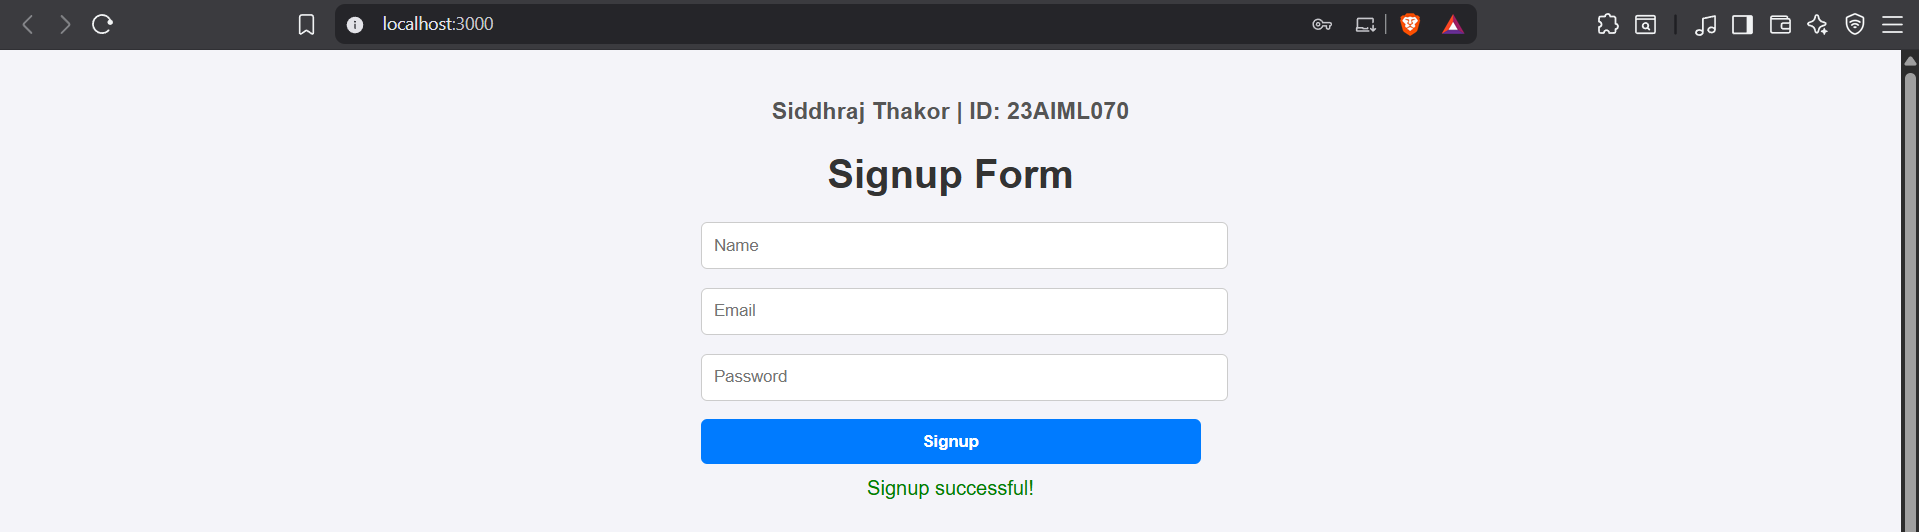 localhost:3000
Siddhraj Thakor | ID: 23AIML070
Signup Form
Name
Email
Password
Signup
Signup successful!